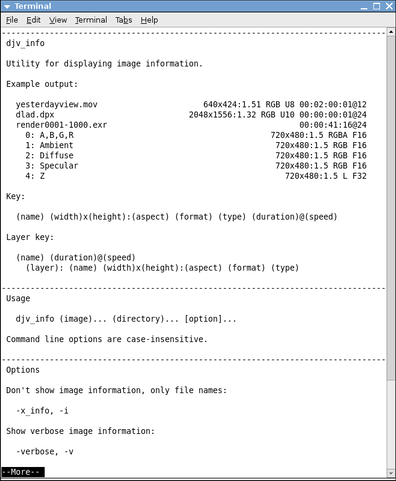 Terminal
File Edit View Terminal Tabs Help
--------------------------------------------------------------------------------
djv_info
Utility for displaying image information.
Example output:
yesterdayview.mov 640x424:1.51 RGB U8 00:02:00:01@12
dlad.dpx 2048x1556:1.32 RGB U10 00:00:00:01@24
render0001-1000.exr 00:00:41:16@24
0: A,B,G,R 720x480:1.5 RGBA F16
1: Ambient 720x480:1.5 RGB F16
2: Diffuse 720x480:1.5 RGB F16
3: Specular 720x480:1.5 RGB F16
4: Z 720x480:1.5 L F32
Key:
(name) (width)x(height):(aspect) (format) (type) (duration)@(speed)
Layer key:
(name) (duration)@(speed)
(layer): (name) (width)x(height):(aspect) (format) (type)
--------------------------------------------------------------------------------
Usage
djv_info (image)... (directory)... [option]...
Command line options are case-insensitive.
--------------------------------------------------------------------------------
Options
Don't show image information, only file names:
-x_info, -i
Show verbose image information:
-verbose, -v
--More--